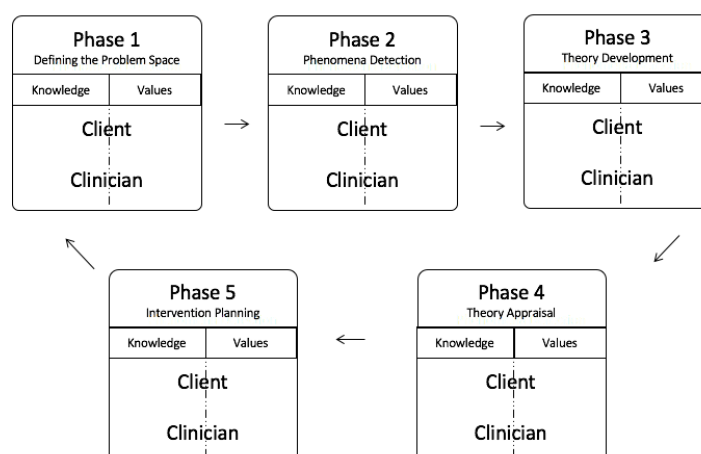 Phase 1
Defining the Problem Space
Knowledge Values
Client
Clinician
Phase 2
Phenomena Detection
Knowledge Values
Client
Clinician
Phase 3
Theory Development
Knowledge Values
Client
Clinician
Phase 4
Theory Appraisal
Knowledge Values
Client
Clinician
Phase 5
Intervention Planning
Knowledge Values
Client
Clinician